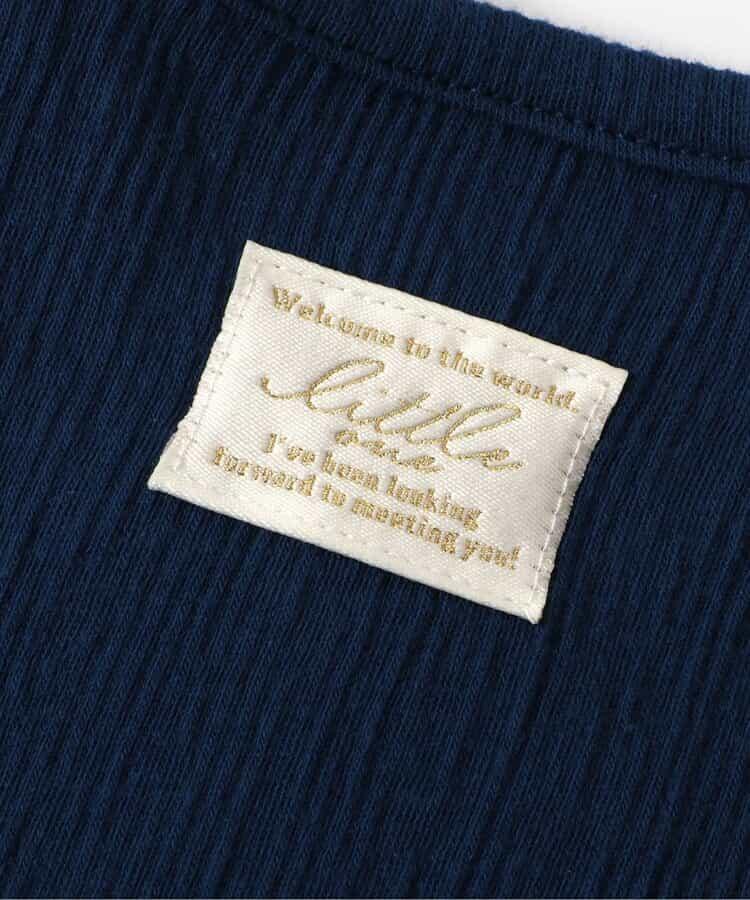 Welcome to the world.
little
one
I've been looking
forward to meeting you!